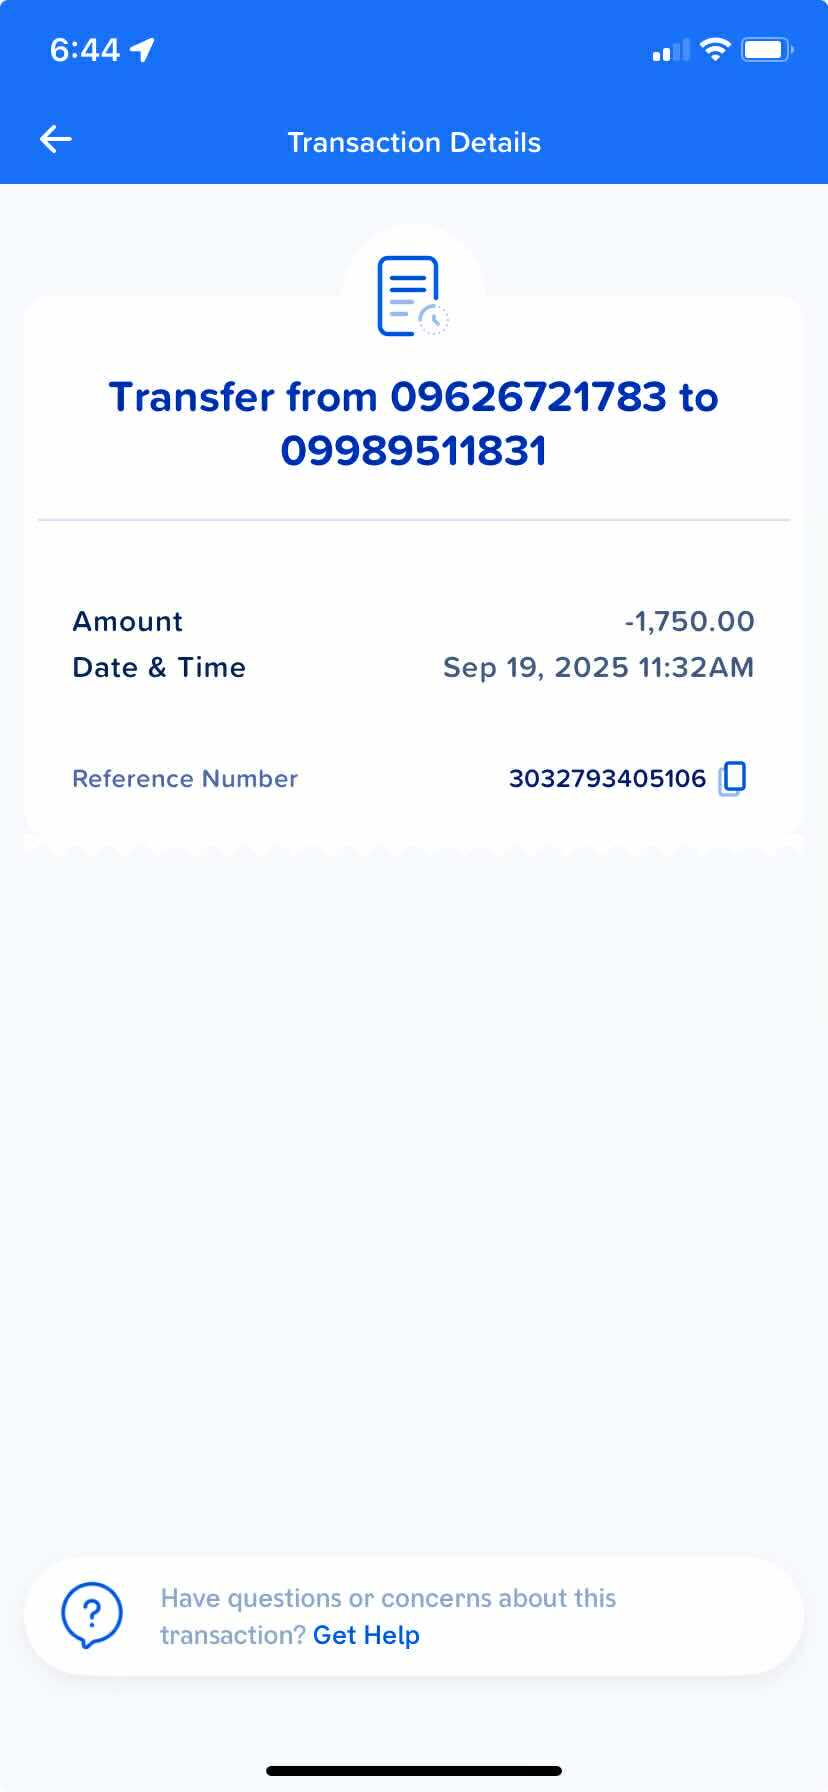 6:44
Transaction Details
Transfer from 09626721783 to
09989511831
Amount -1,750.00
Date & Time Sep 19, 2025 11:32AM
Reference Number 3032793405106
?
Have questions or concerns about this
transaction? Get Help